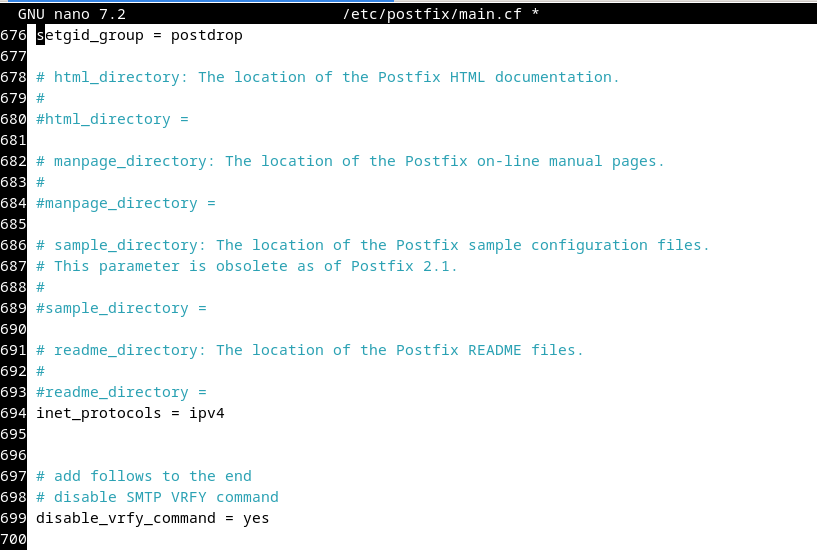 GNU nano 7.2 /etc/postfix/main.cf *
676 setgid_group = postdrop
677
678 # html_directory: The location of the Postfix HTML documentation.
679 #
680 #html_directory =
681
682 # manpage_directory: The location of the Postfix on-line manual pages.
683 #
684 #manpage_directory =
685
686 # sample_directory: The location of the Postfix sample configuration files.
687 # This parameter is obsolete as of Postfix 2.1.
688 #
689 #sample_directory =
690
691 # readme_directory: The location of the Postfix README files.
692 #
693 #readme_directory =
694 inet_protocols = ipv4
695
696
697 # add follows to the end
698 # disable SMTP VRFY command
699 disable_vrfy_command = yes
700